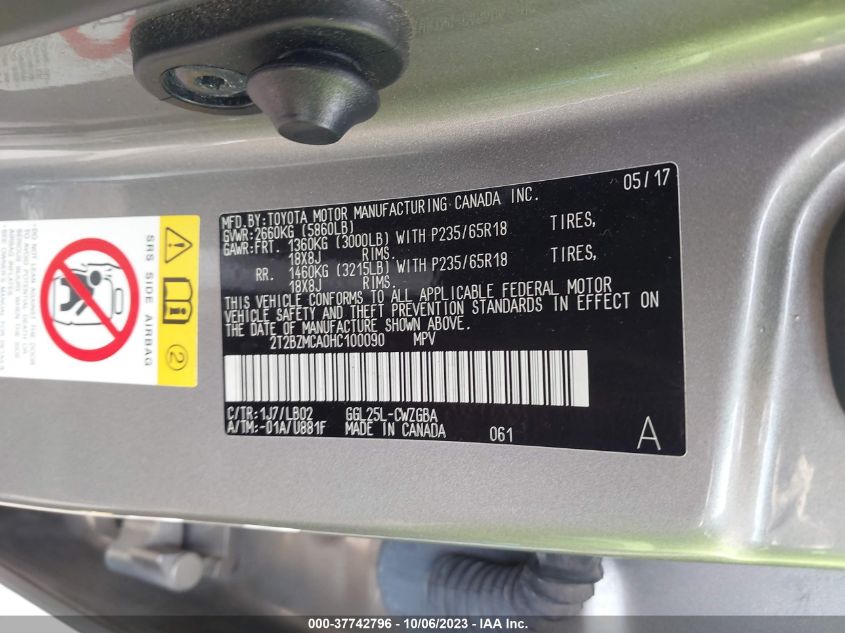 05/17
MFD.BY:TOYOTA MOTOR MANUFACTURING CANADA INC.
GVWR:2660KG (5860LB)
GAWR:FRT. 1360KG (3000LB) WITH P235/65R18 TIRES,
18X8J RIMS.
RR. 1460KG (3215LB) WITH P235/65R18 TIRES,
18X8J RIMS.
THIS VEHICLE CONFORMS TO ALL APPLICABLE FEDERAL MOTOR
VEHICLE SAFETY AND THEFT PREVENTION STANDARDS IN EFFECT ON
THE DATE OF MANUFACTURE SHOWN ABOVE.
2T2BZMCA0HC100090 MPV
C/TR:1J7/LB02 GGL25L-CWZGBA
A/TM:-01A/U881F MADE IN CANADA 061 A
SRS SIDE AIRBAG
2
000-37742796 - 10/06/2023 - IAA Inc.